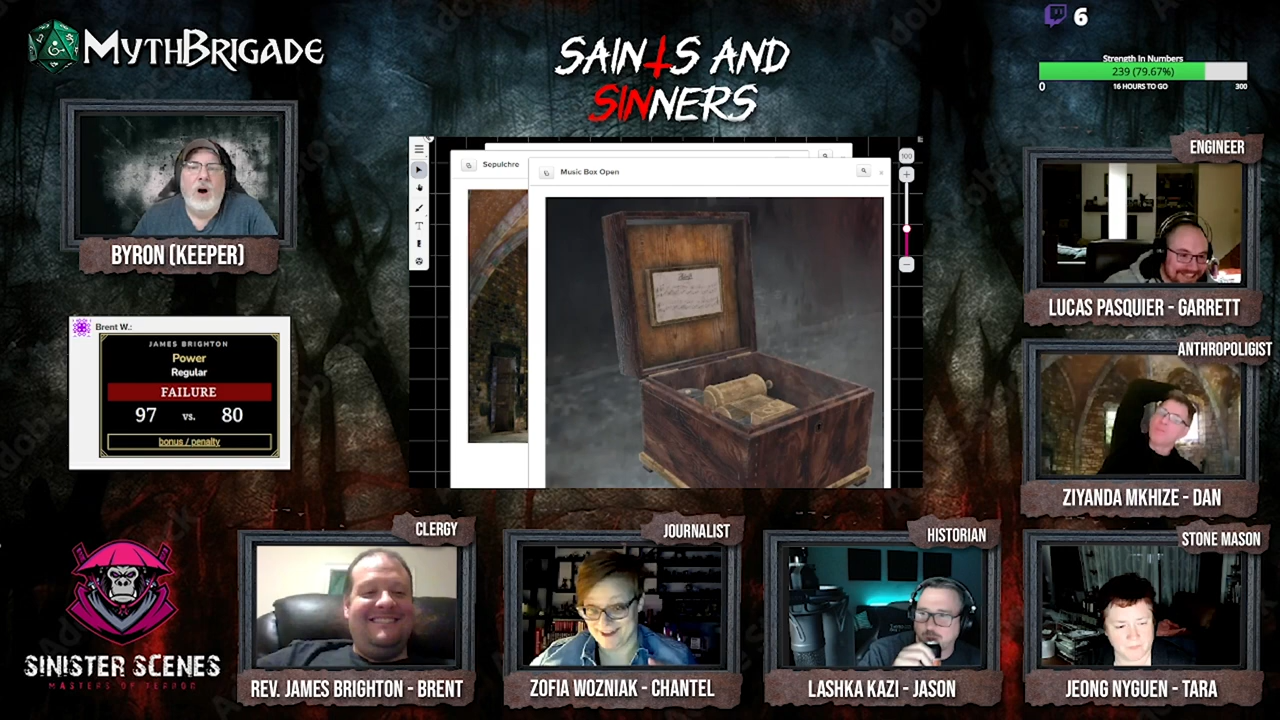 MYTHBRIGADE
SAINTS AND
SINNERS
6
Strength In Numbers
239 (79.67%)
0
16 HOURS TO GO
300
BYRON (KEEPER)
Sepulchre
Music Box Open
100
ENGINEER
LUCAS PASQUIER - GARRETT
Brent W.:
JAMES BRIGHTON
Power
Regular
FAILURE
97 vs. 80
bonus / penalty
ANTHROPOLIGIST
ZIYANDA MKHIZE - DAN
CLERGY
REV. JAMES BRIGHTON - BRENT
JOURNALIST
ZOFIA WOZNIAK - CHANTEL
HISTORIAN
LASHKA KAZI - JASON
STONE MASON
JEONG NYGUEN - TARA
SINISTER SCENES
MASTERS OF TERROR